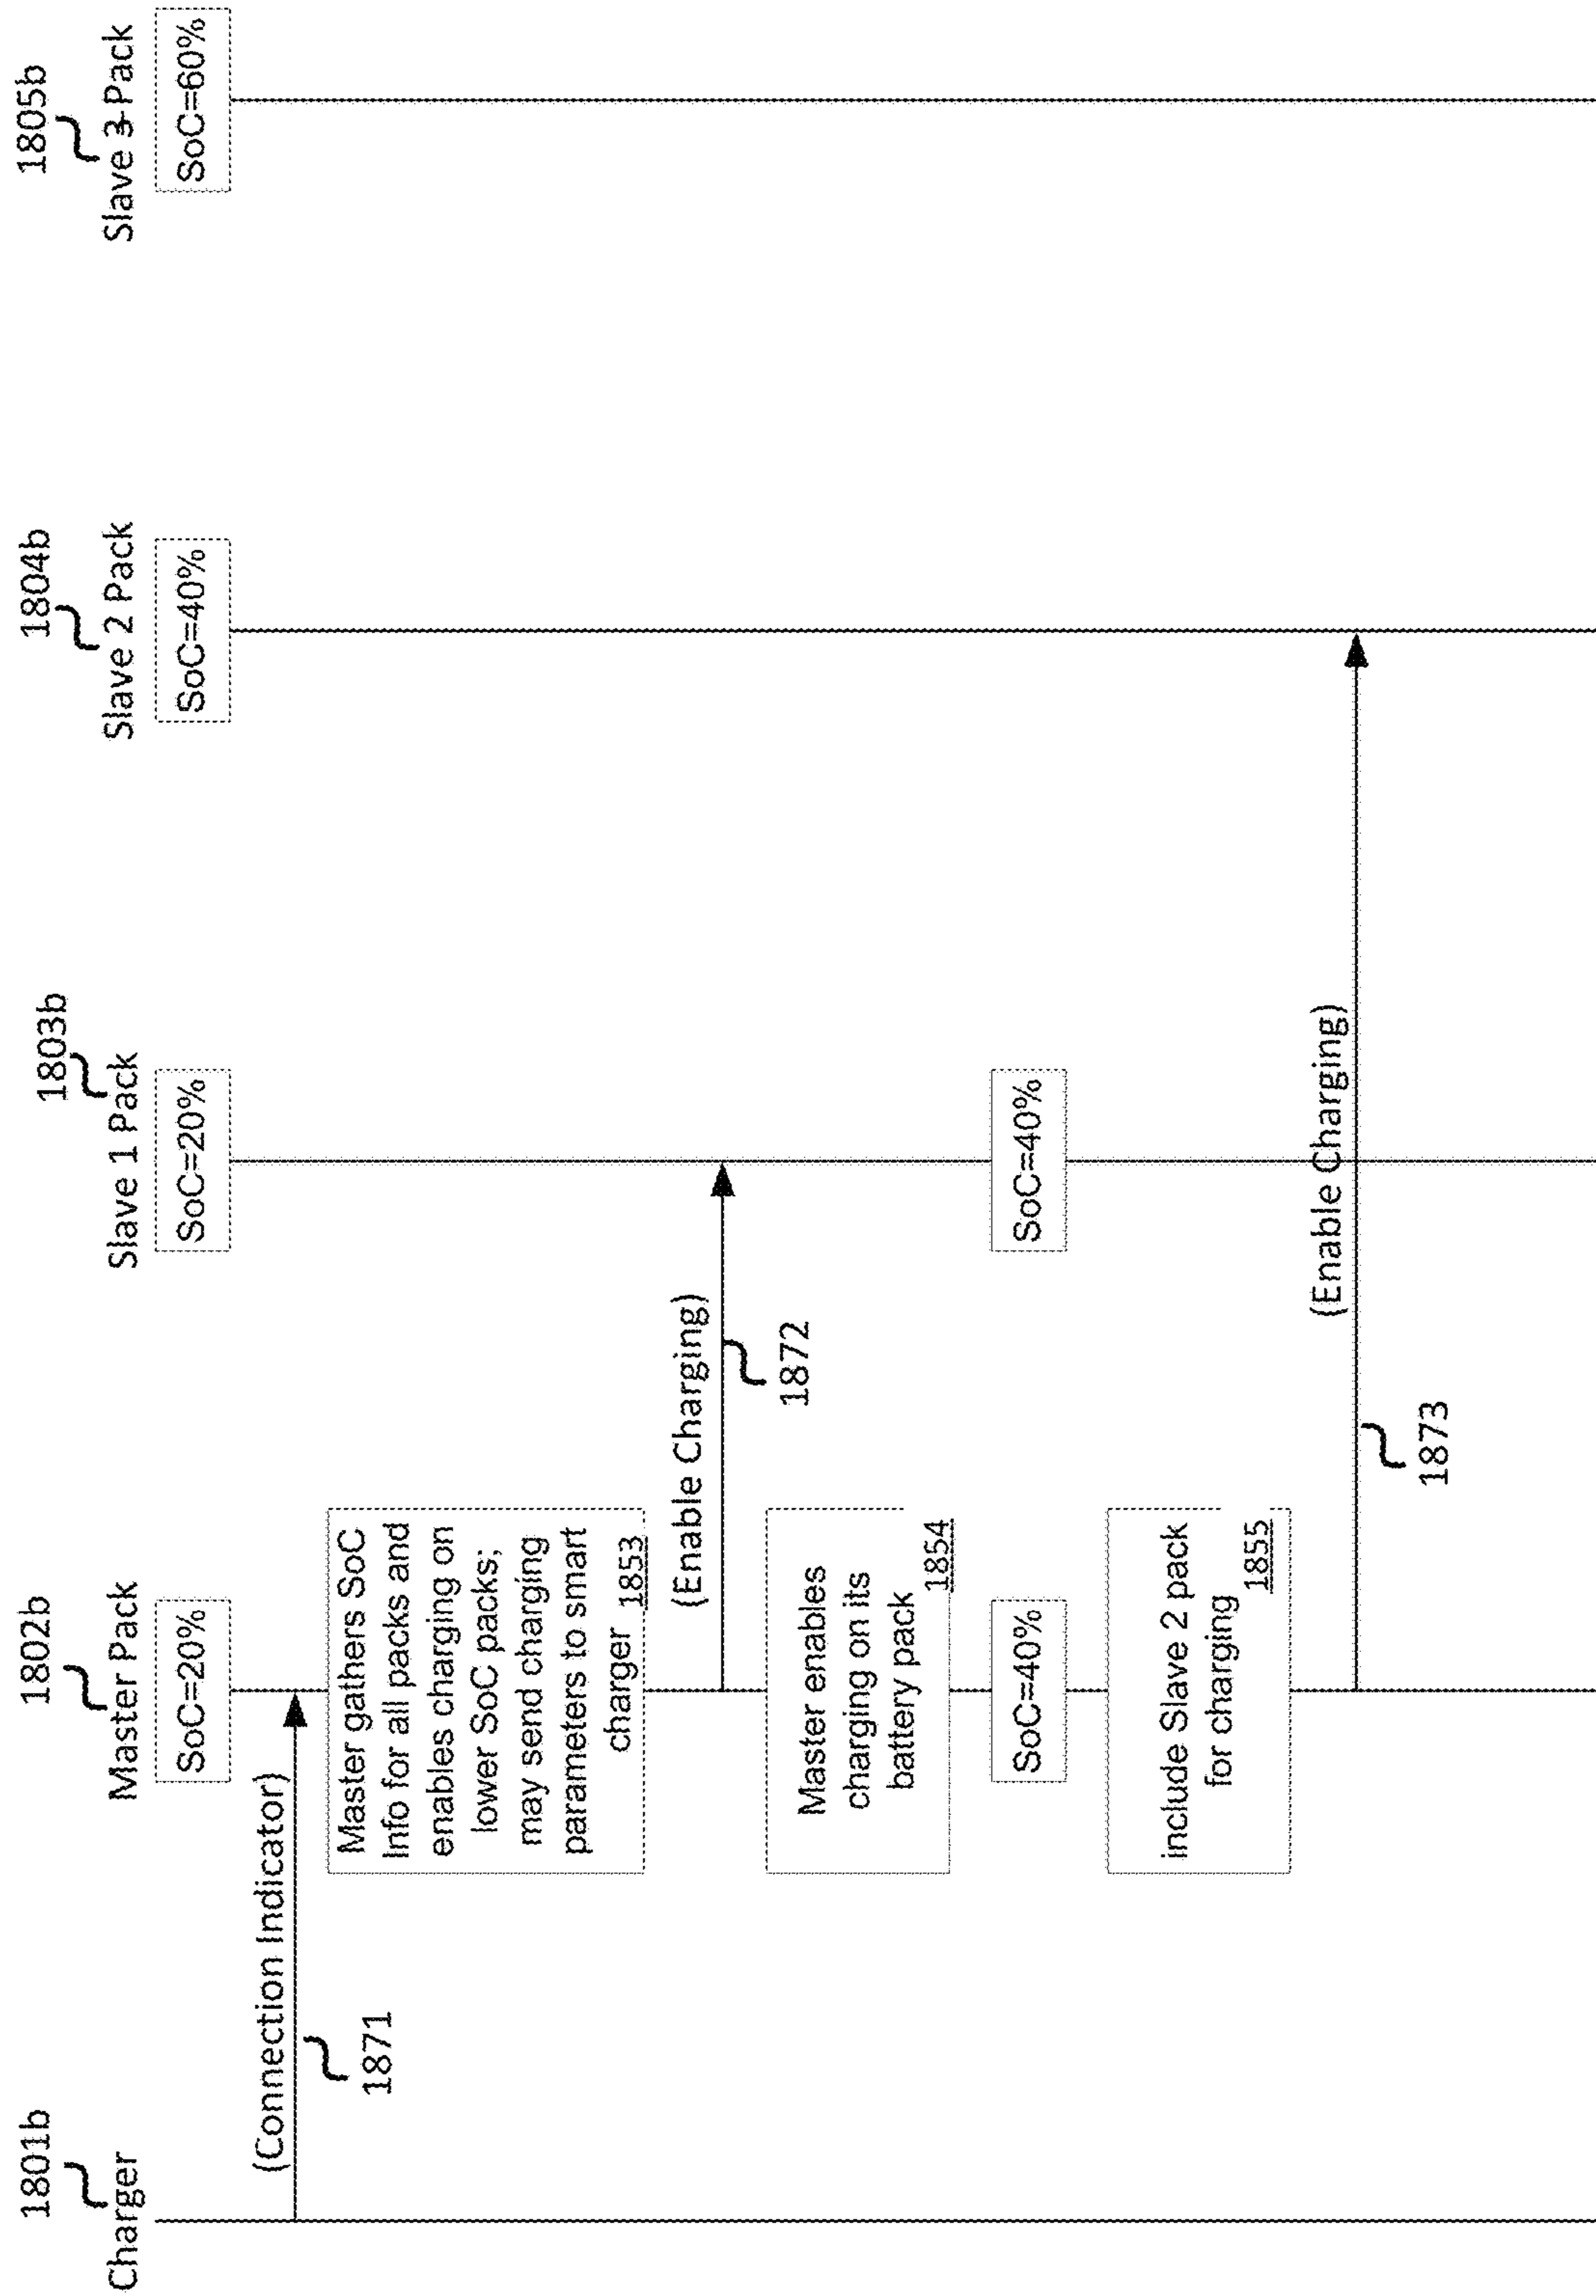 1801b
1802b
1803b
1804b
1805b
Charger
Master Pack
Slave 1 Pack
Slave 2 Pack
Slave 3 Pack
SoC=20%
SoC=20%
SoC=40%
SoC=60%
(Connection Indicator)
1871
Master gathers SoC
Info for all packs and
enables charging on
lower SoC packs;
may send charging
parameters to smart
charger 1853
(Enable Charging)
1872
Master enables
charging on its
battery pack
1854
SoC=40%
SoC=40%
include Slave 2 pack
for charging
1855
(Enable Charging)
1873